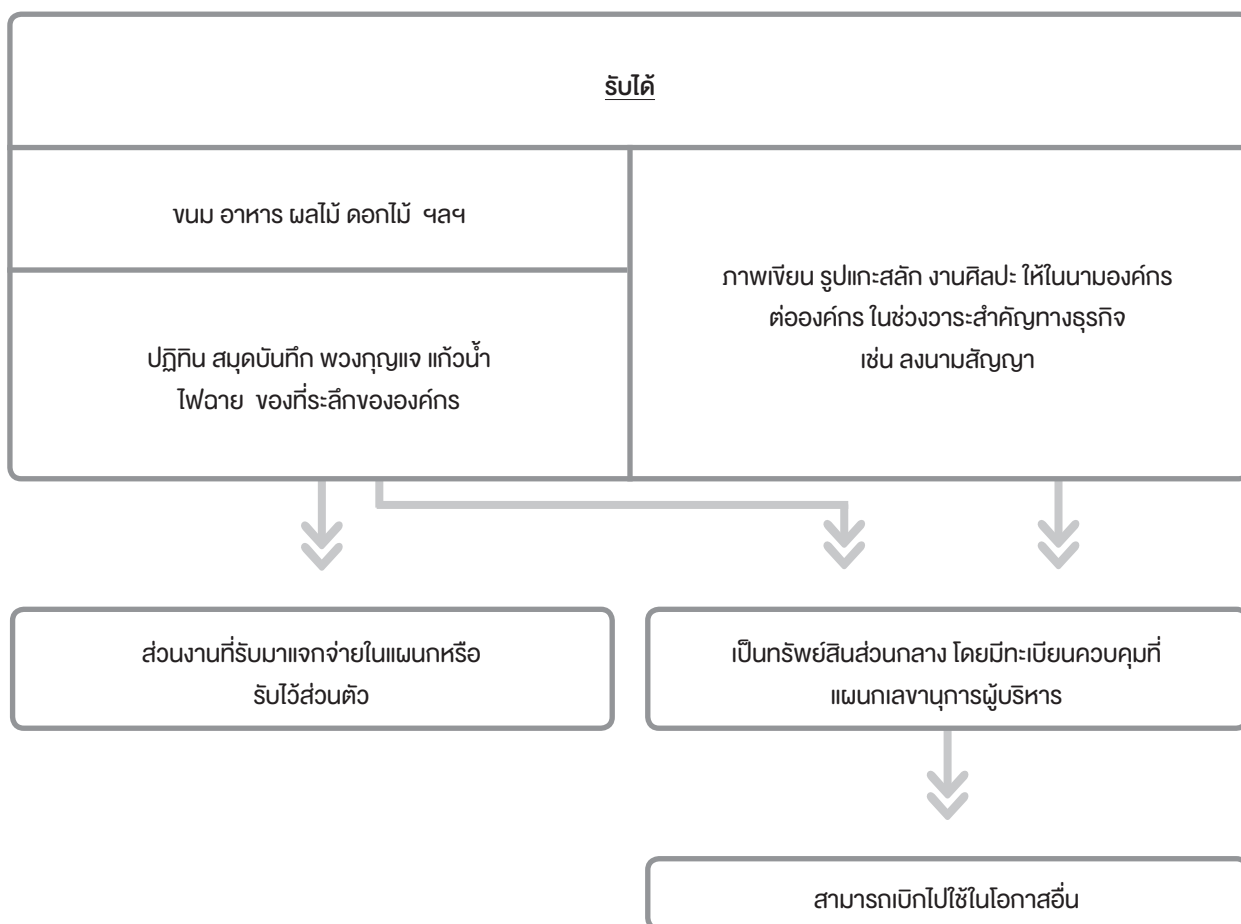 รับได้
ขนม อาหาร ผลไม้ ดอกไม้ ฯลฯ
ปฏิทิน สมุดบันทึก พวงกุญแจ แก้วน้ำ
ไฟฉาย ของที่ระลึกขององค์กร
ภาพเขียน รูปแกะสลัก งานศิลปะ ให้ในนามองค์กร
ต่อองค์กร ในช่วงวาระสำคัญทางธุรกิจ
เช่น ลงนามสัญญา
ส่วนงานที่รับมาแจกจ่ายในแผนกหรือ
รับไว้ส่วนตัว
เป็นทรัพย์สินส่วนกลาง โดยมีทะเบียนควบคุมที่
แผนกเลขานุการผู้บริหาร
สามารถเบิกไปใช้ในโอกาสอื่น